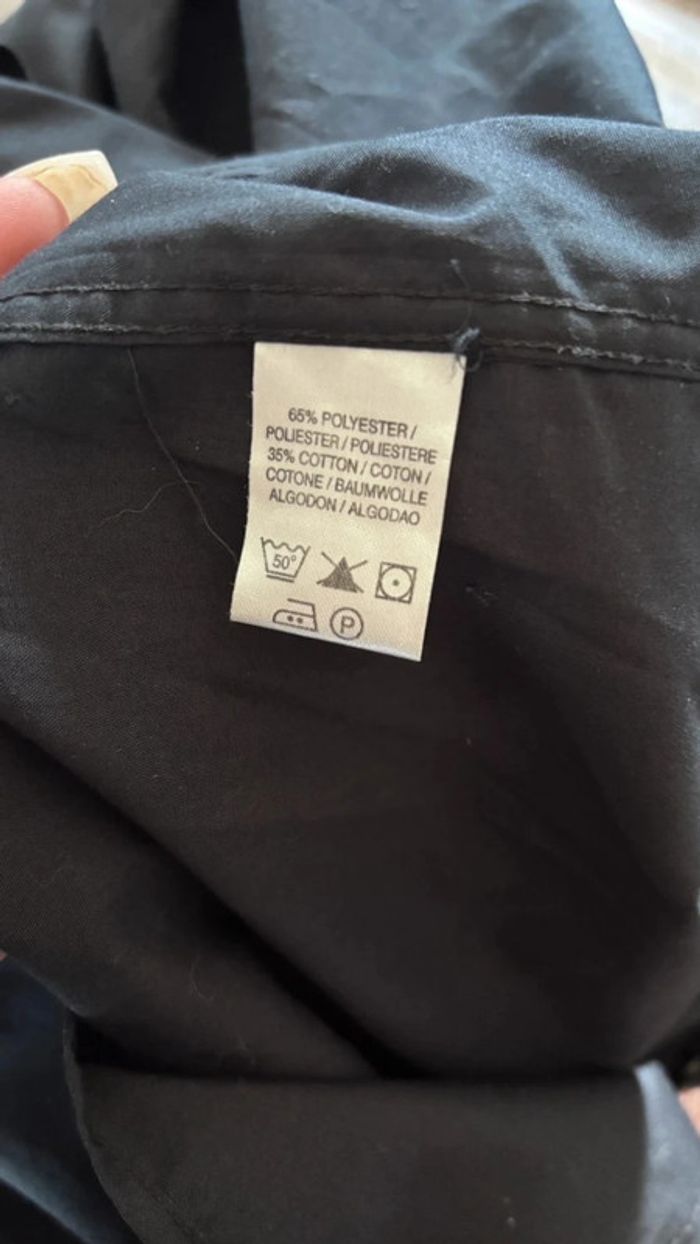 65% POLYESTER /
POLIESTER / POLIESTERE
35% COTTON / COTON /
COTONE / BAUMWOLLE
ALGODON / ALGODAO
50°
P